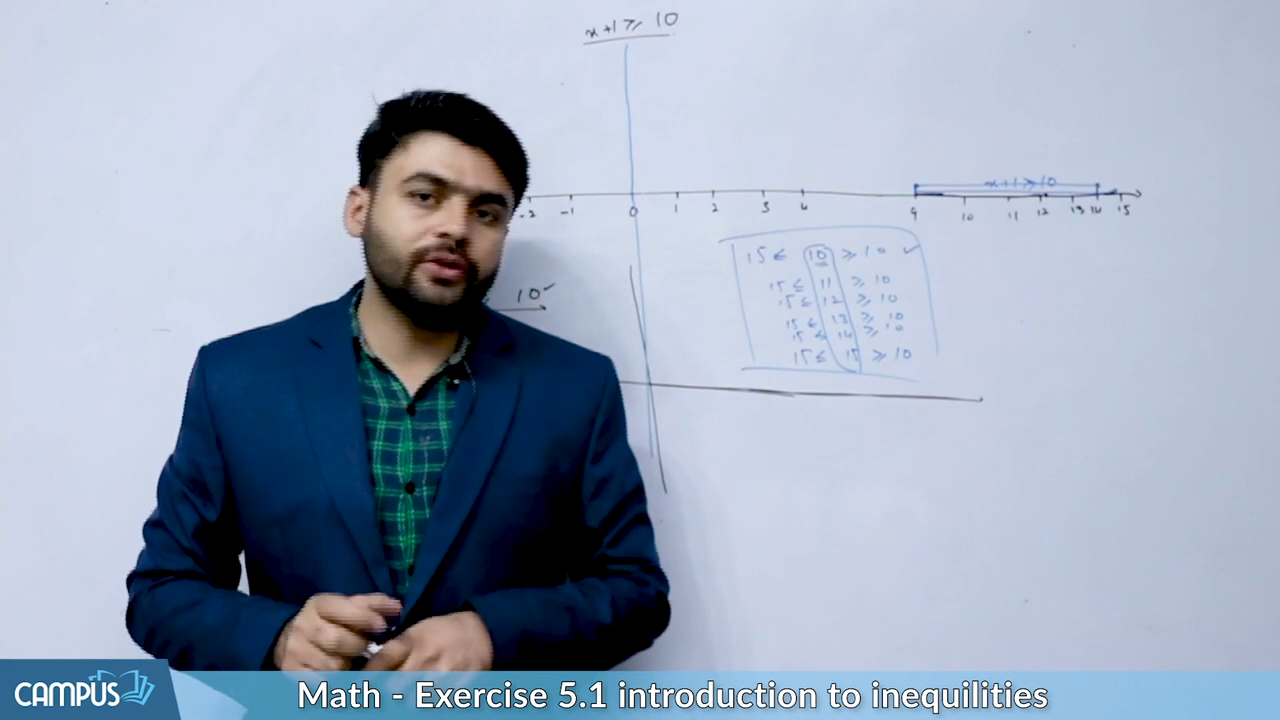 x+1 ≥ 10
x+1 ≥ 10
-2 -1 0 1 2 3 4 9 10 11 12 13 14 15
15 ≤ 10 ≥ 10 ✓
10 ✓
15 ≤ 11 ≥ 10
15 ≤ 12 ≥ 10
15 ≤ 13 ≥ 10
15 ≤ 14 ≥ 10
15 ≤ 15 ≥ 10
CAMPUS
Math - Exercise 5.1 introduction to inequilities